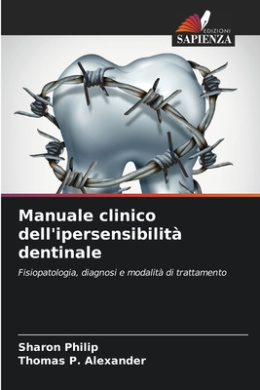 EDIZIONI
SAPIENZA
Manuale clinico
dell'ipersensibilità
dentinale
Fisiopatologia, diagnosi e modalità di trattamento
Sharon Philip
Thomas P. Alexander